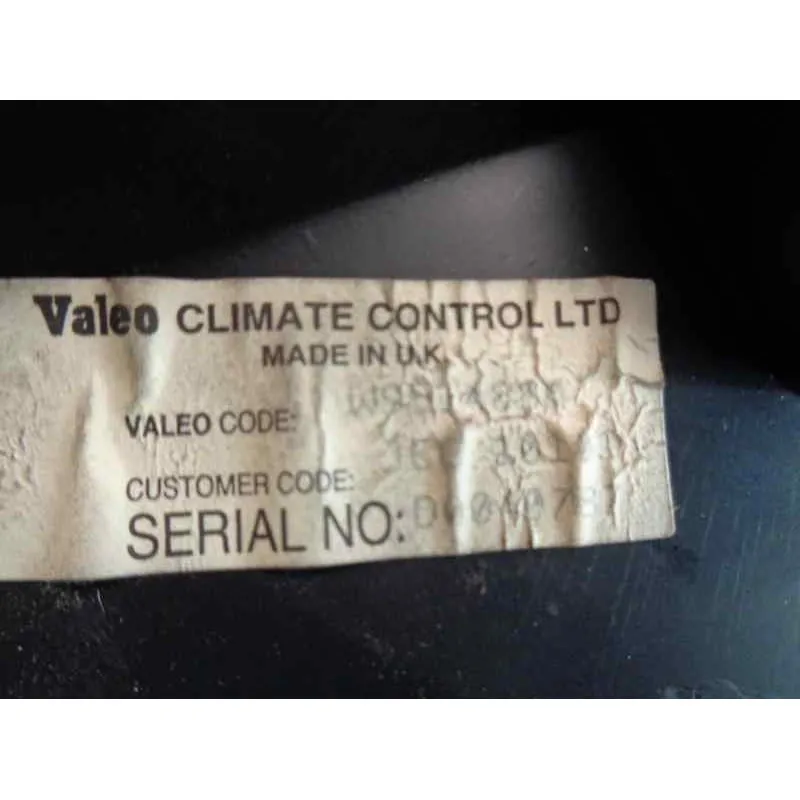 Valeo CLIMATE CONTROL LTD
MADE IN U.K.
VALEO CODE:
CUSTOMER CODE:
SERIAL NO: